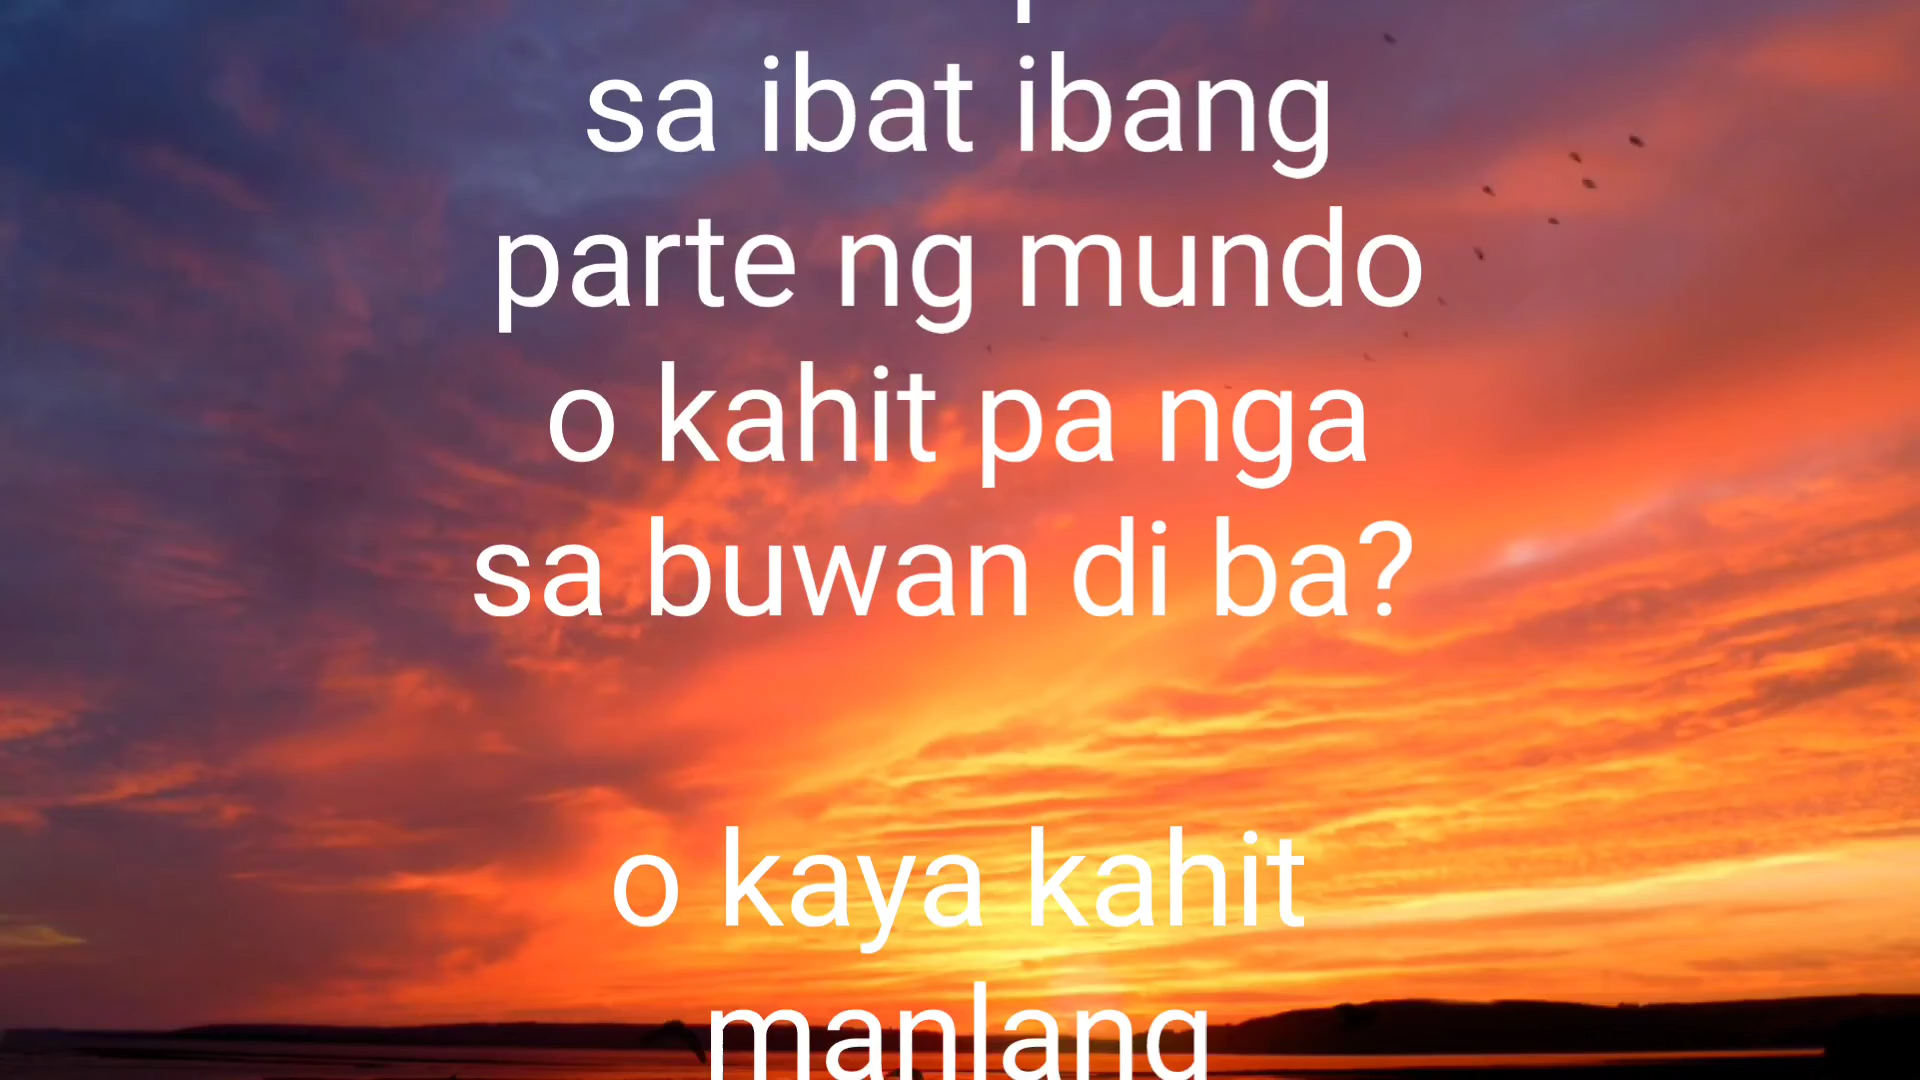 sa ibat ibang
parte ng mundo
o kahit pa nga
sa buwan di ba?
o kaya kahit
manlang